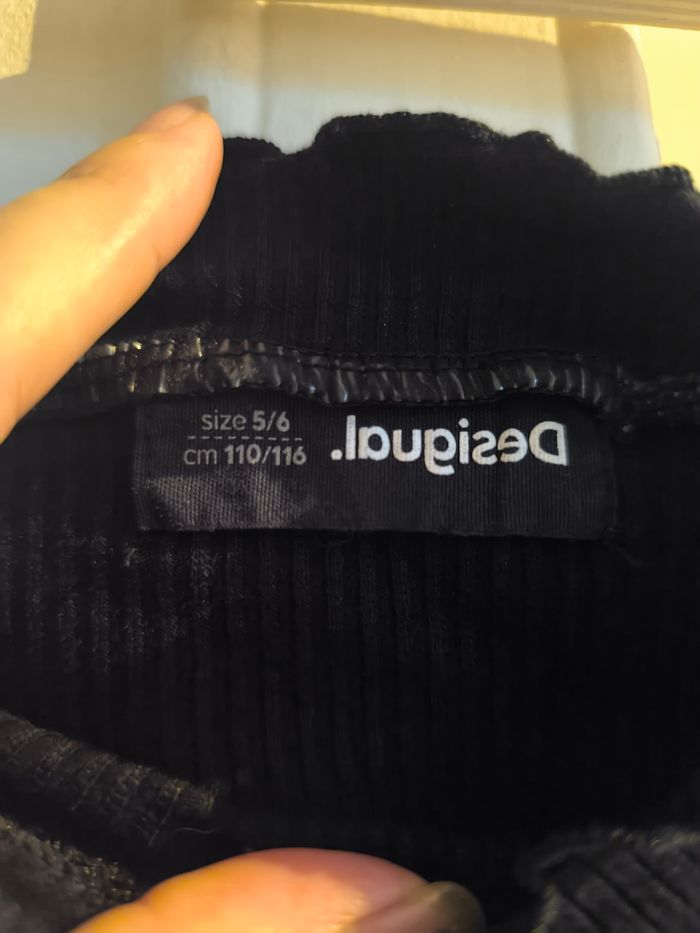 size 5/6
cm 110/116
Desigual.